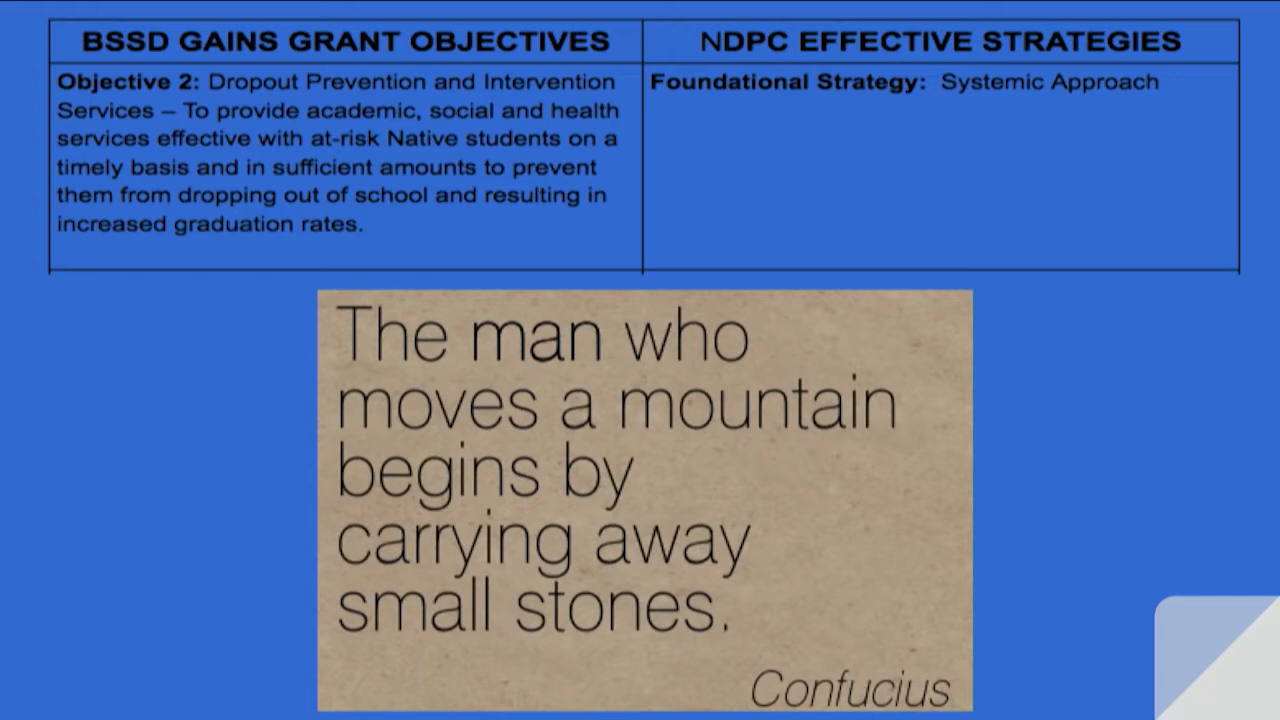 BSSD GAINS GRANT OBJECTIVES
NDPC EFFECTIVE STRATEGIES
Objective 2: Dropout Prevention and Intervention
Services – To provide academic, social and health
services effective with at-risk Native students on a
timely basis and in sufficient amounts to prevent
them from dropping out of school and resulting in
increased graduation rates.
Foundational Strategy: Systemic Approach
The man who
moves a mountain
begins by
carrying away
small stones.
Confucius